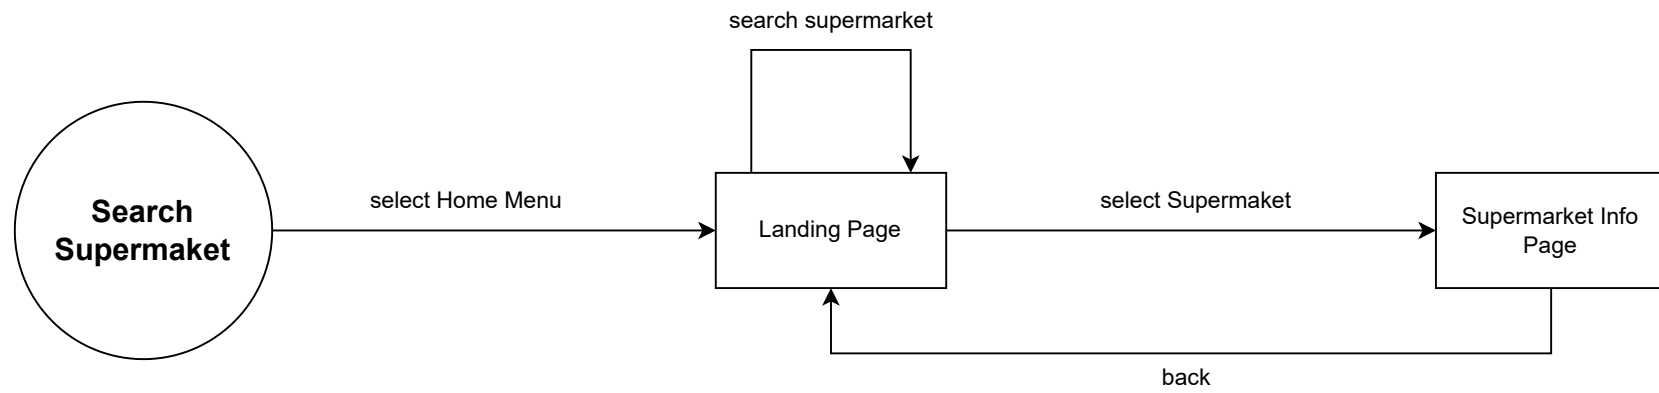 search supermarket
Search
Supermaket
select Home Menu
Landing Page
select Supermaket
Supermarket Info
Page
back